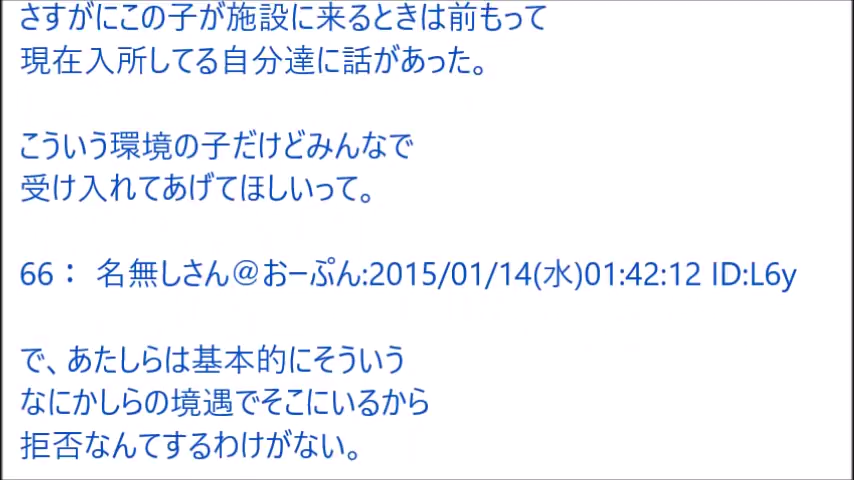 さすがにこの子が施設に来るときは前もって
現在入所してる自分達に話があった。
こういう環境の子だけどみんなで
受け入れてあげてほしいって。
66： 名無しさん＠おーぷん:2015/01/14(水)01:42:12 ID:L6y
で、あたしらは基本的にそういう
なにかしらの境遇でそこにいるから
拒否なんてするわけがない。